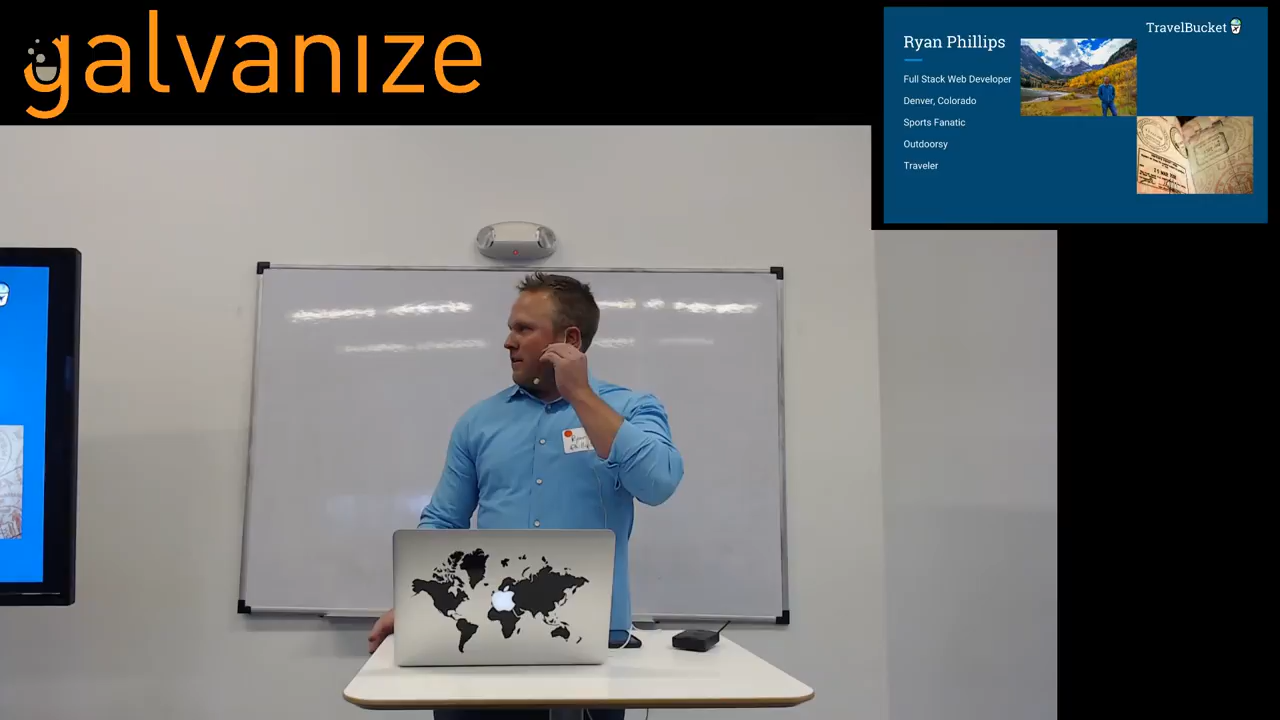 galvanize
TravelBucket
Ryan Phillips
Full Stack Web Developer
Denver, Colorado
Sports Fanatic
Outdoorsy
Traveler